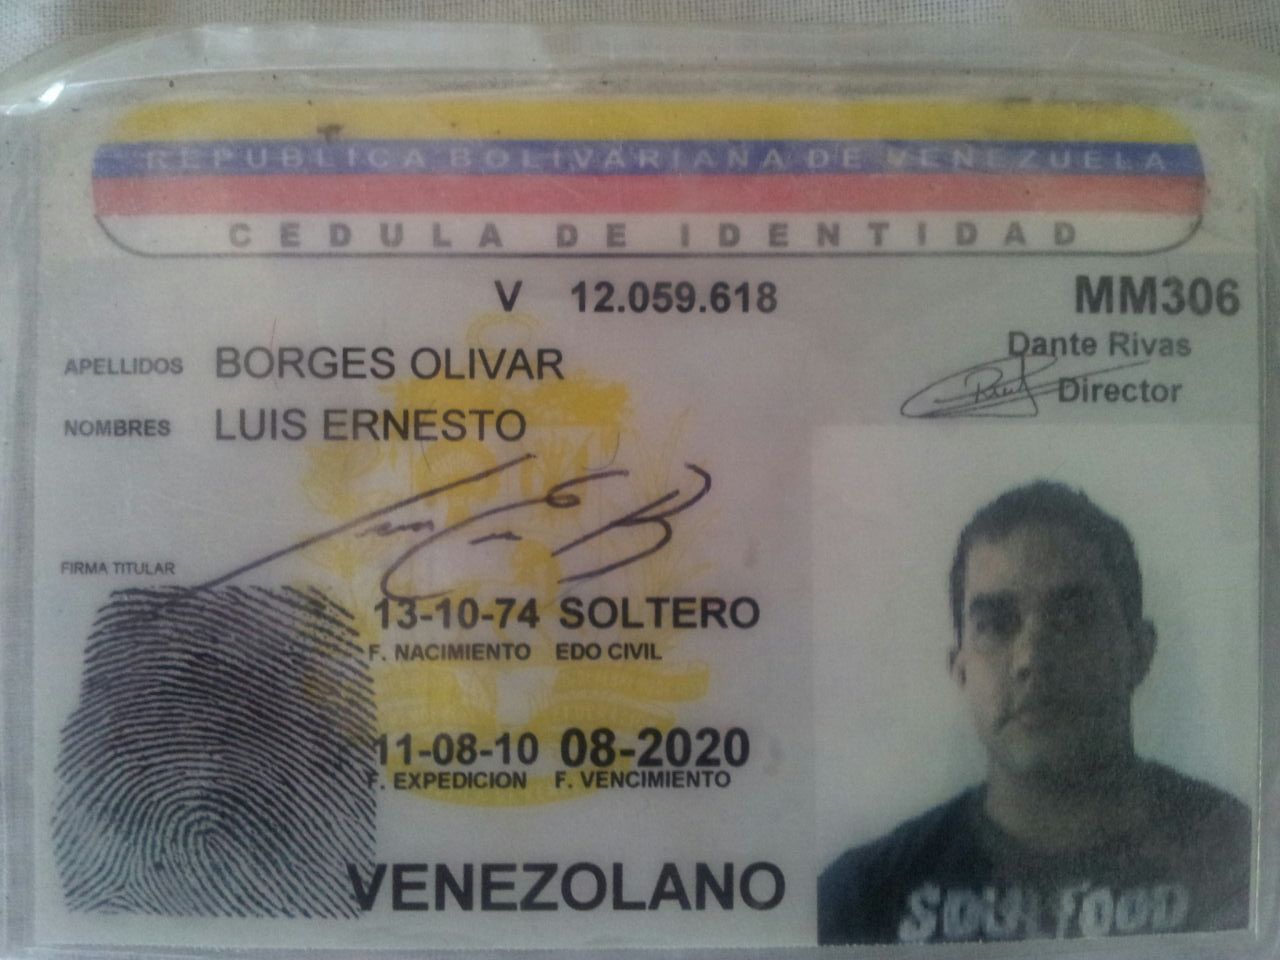 REPUBLICA BOLIVARIANA DE VENEZUELA
CEDULA DE IDENTIDAD
V 12.059.618
MM306
Dante Rivas
Director
APELLIDOS BORGES OLIVAR
NOMBRES LUIS ERNESTO
FIRMA TITULAR
13-10-74 SOLTERO
F. NACIMIENTO EDO CIVIL
11-08-10 08-2020
F. EXPEDICION F. VENCIMIENTO
VENEZOLANO
SOUL FOOD